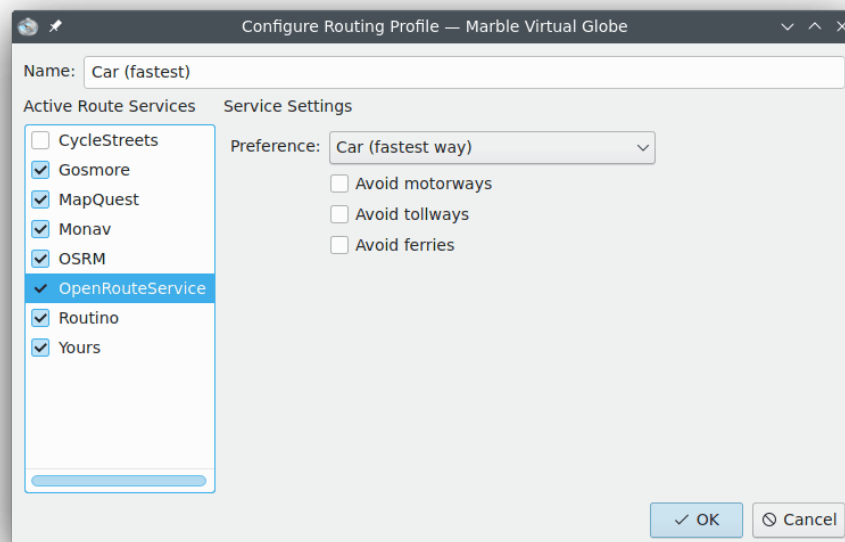 Configure Routing Profile — Marble Virtual Globe
Name: Car (fastest)
Active Route Services
Service Settings
CycleStreets
Gosmore
MapQuest
Monav
OSRM
OpenRouteService
Routino
Yours
Preference: Car (fastest way)
Avoid motorways
Avoid tollways
Avoid ferries
OK
Cancel